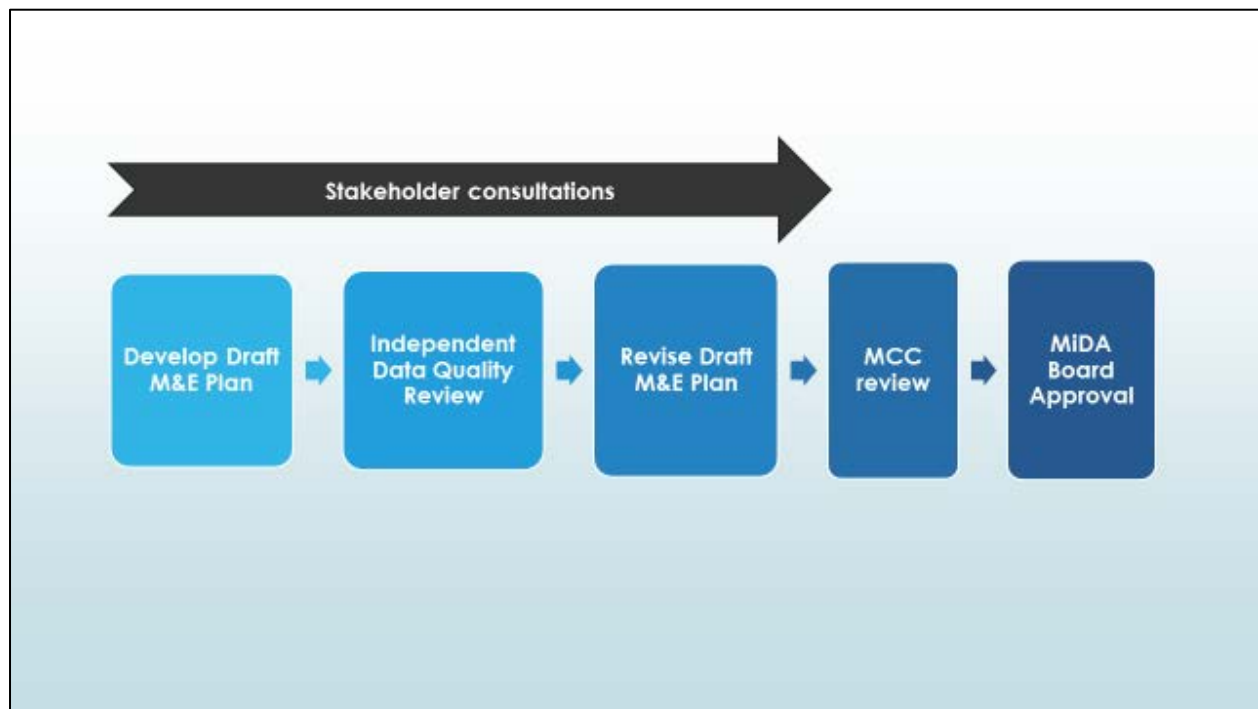 Stakeholder consultations
Develop Draft
M&E Plan
Independent
Data Quality
Review
Revise Draft
M&E Plan
MCC
review
MiDA
Board
Approval